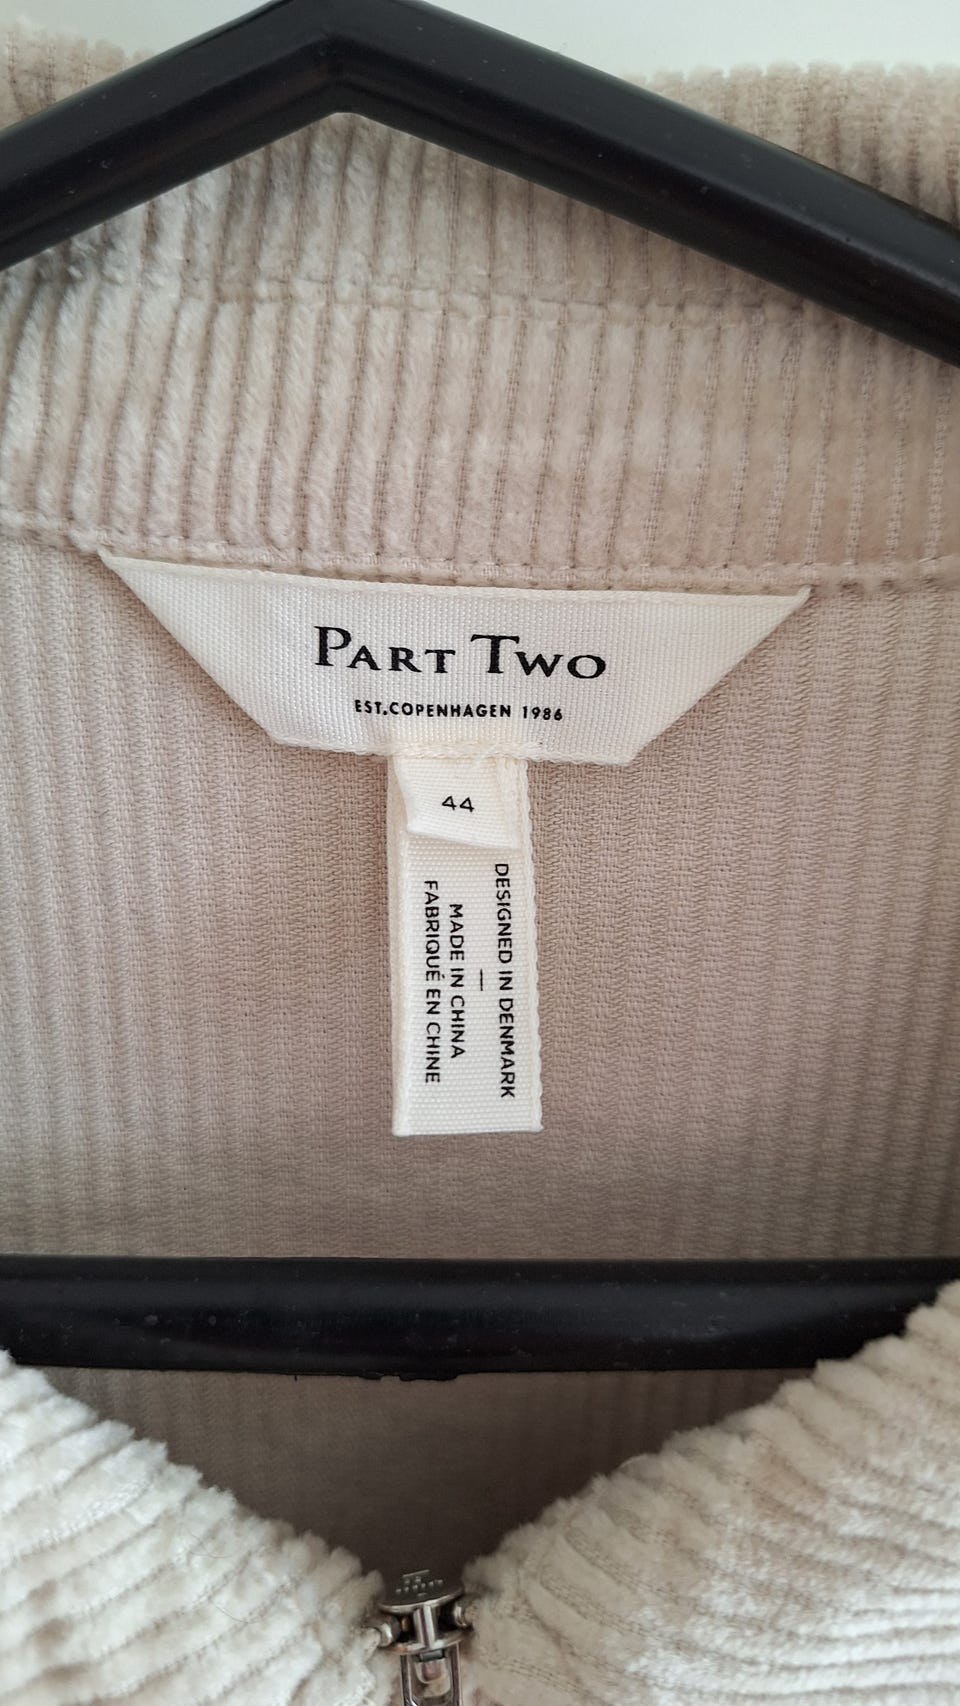 PART TWO
EST. COPENHAGEN 1986
44
DESIGNED IN DENMARK
—
MADE IN CHINA
FABRIQUÉ EN CHINE